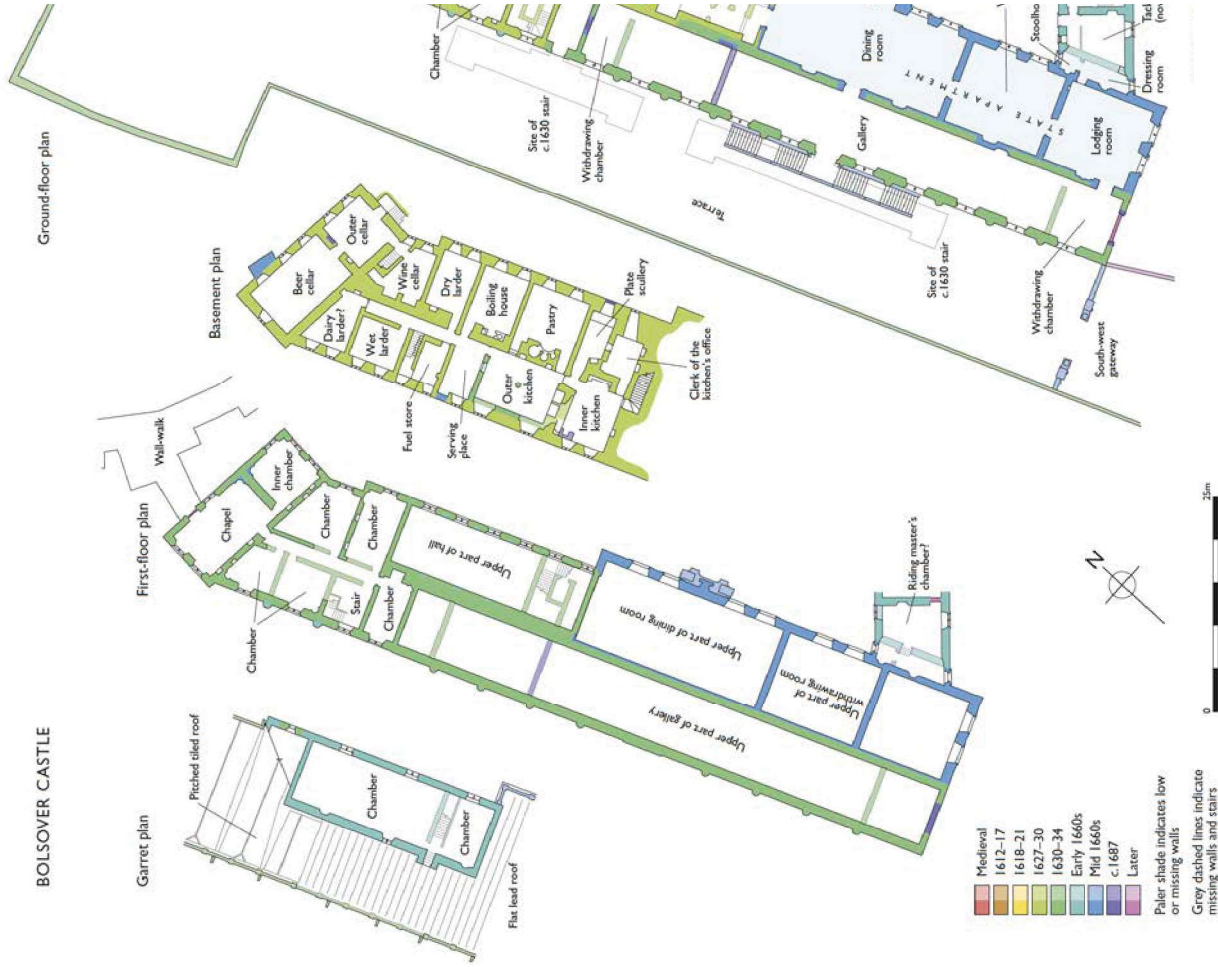 BOLSOVER CASTLE
Garret plan
Pitched tiled roof
Chamber
Chamber
Flat lead roof
First-floor plan
Wall-walk
Chapel
Inner
chamber
Chamber
Chamber
Chamber
Stair
Chamber
Upper part of hall
Upper part of dining room
Upper part of gallery
Upper part of
withdrawing room
Riding master's
chamber?
Basement plan
Beer
cellar
Outer
cellar
Dairy
larder?
Wine
cellar
Wet
larder
Dry
larder
Boiling
house
Fuel store
Serving
place
Outer
kitchen
Pastry
Plate
scullery
Inner
kitchen
Clerk of the
kitchen's office
Ground-floor plan
Chamber
Site of
c.1630 stair
Withdrawing
chamber
Terrace
Gallery
Dining
room
STATE APARTMENT
Lodging
room
Dressing
room
Site of
c.1630 stair
Withdrawing
chamber
South-west
gateway
N
0
25m
Medieval
1612–17
1618–21
1627–30
1630–34
Early 1660s
Mid 1660s
c.1687
Later
Paler shade indicates low
or missing walls
Grey dashed lines indicate
missing walls and stairs